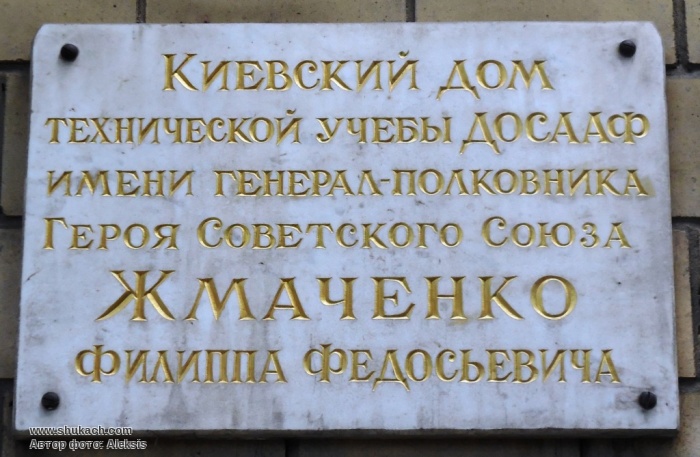 Киевский дом
технической учебы ДОСААФ
имени генерал-полковника
Героя Советского Союза
Жмаченко
Филиппа Федосьевича
www.shukach.com
Автор фото: Aleksis